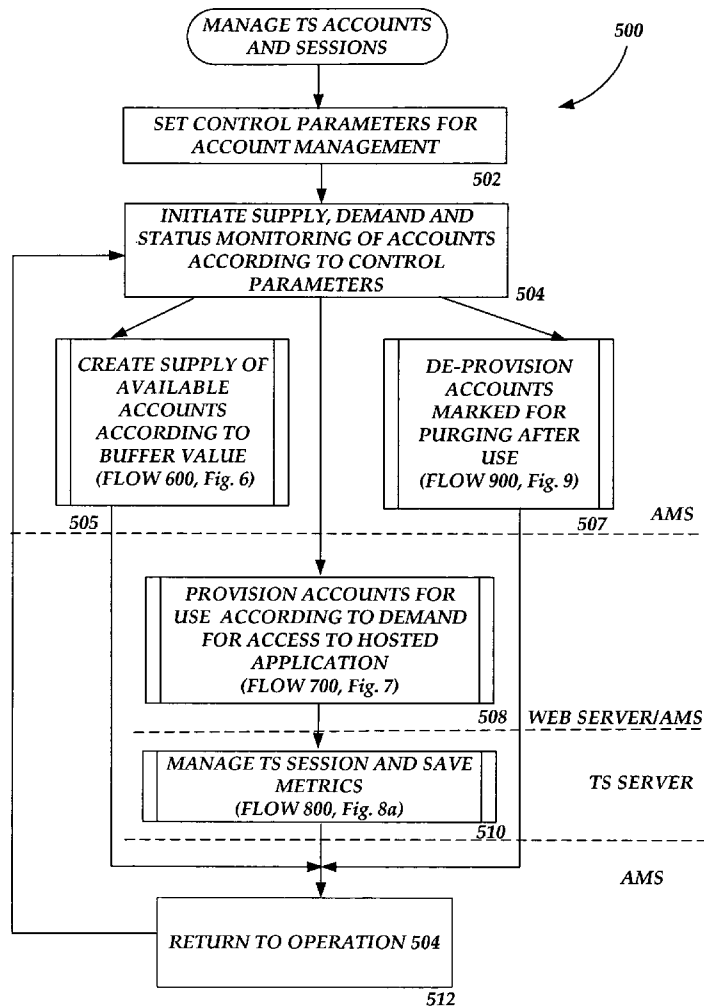 MANAGE TS ACCOUNTS
AND SESSIONS
500
SET CONTROL PARAMETERS FOR
ACCOUNT MANAGEMENT
502
INITIATE SUPPLY, DEMAND AND
STATUS MONITORING OF ACCOUNTS
ACCORDING TO CONTROL
PARAMETERS
504
CREATE SUPPLY OF
AVAILABLE
ACCOUNTS
ACCORDING TO
BUFFER VALUE
(FLOW 600, Fig. 6)
505
DE-PROVISION
ACCOUNTS
MARKED FOR
PURGING AFTER
USE
(FLOW 900, Fig. 9)
507
AMS
PROVISION ACCOUNTS FOR
USE ACCORDING TO DEMAND
FOR ACCESS TO HOSTED
APPLICATION
(FLOW 700, Fig. 7)
508
WEB SERVER/AMS
MANAGE TS SESSION AND SAVE
METRICS
(FLOW 800, Fig. 8a)
510
TS SERVER
AMS
RETURN TO OPERATION 504
512